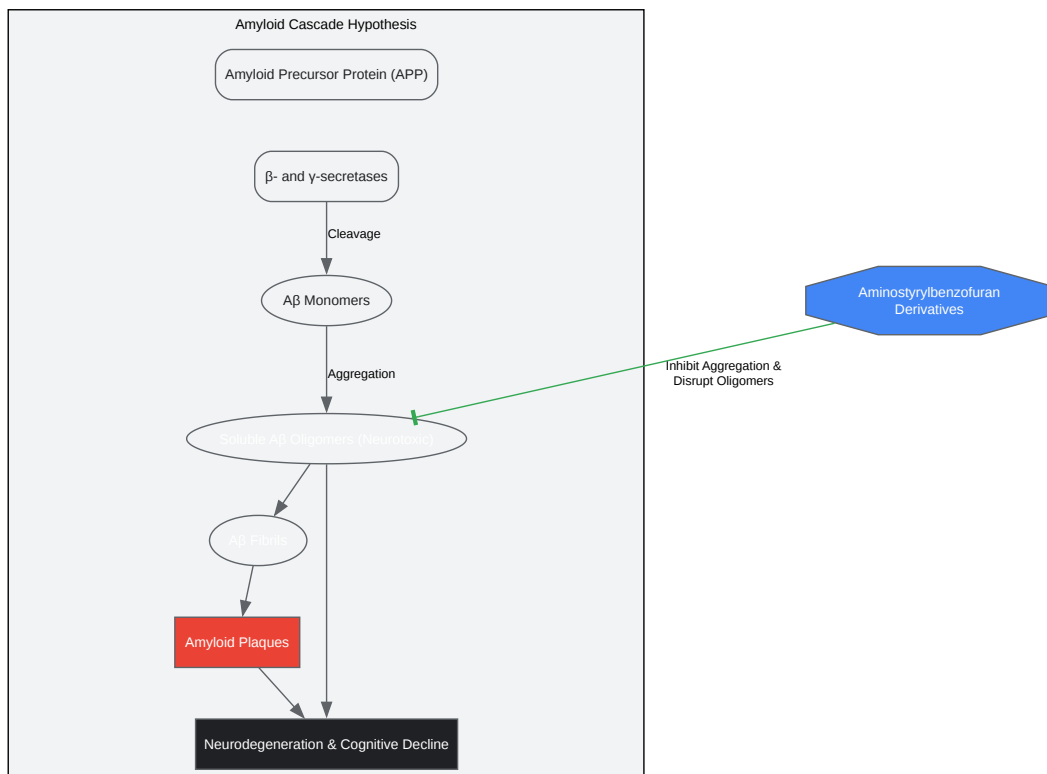 Amyloid Cascade Hypothesis
Amyloid Precursor Protein (APP)
β- and γ-secretases
Cleavage
Aβ Monomers
Aminostyrylbenzofuran
Derivatives
Inhibit Aggregation &
Disrupt Oligomers
Aggregation
Soluble Aβ Oligomers (Neurotoxic)
Aβ Fibrils
Amyloid Plaques
Neurodegeneration & Cognitive Decline